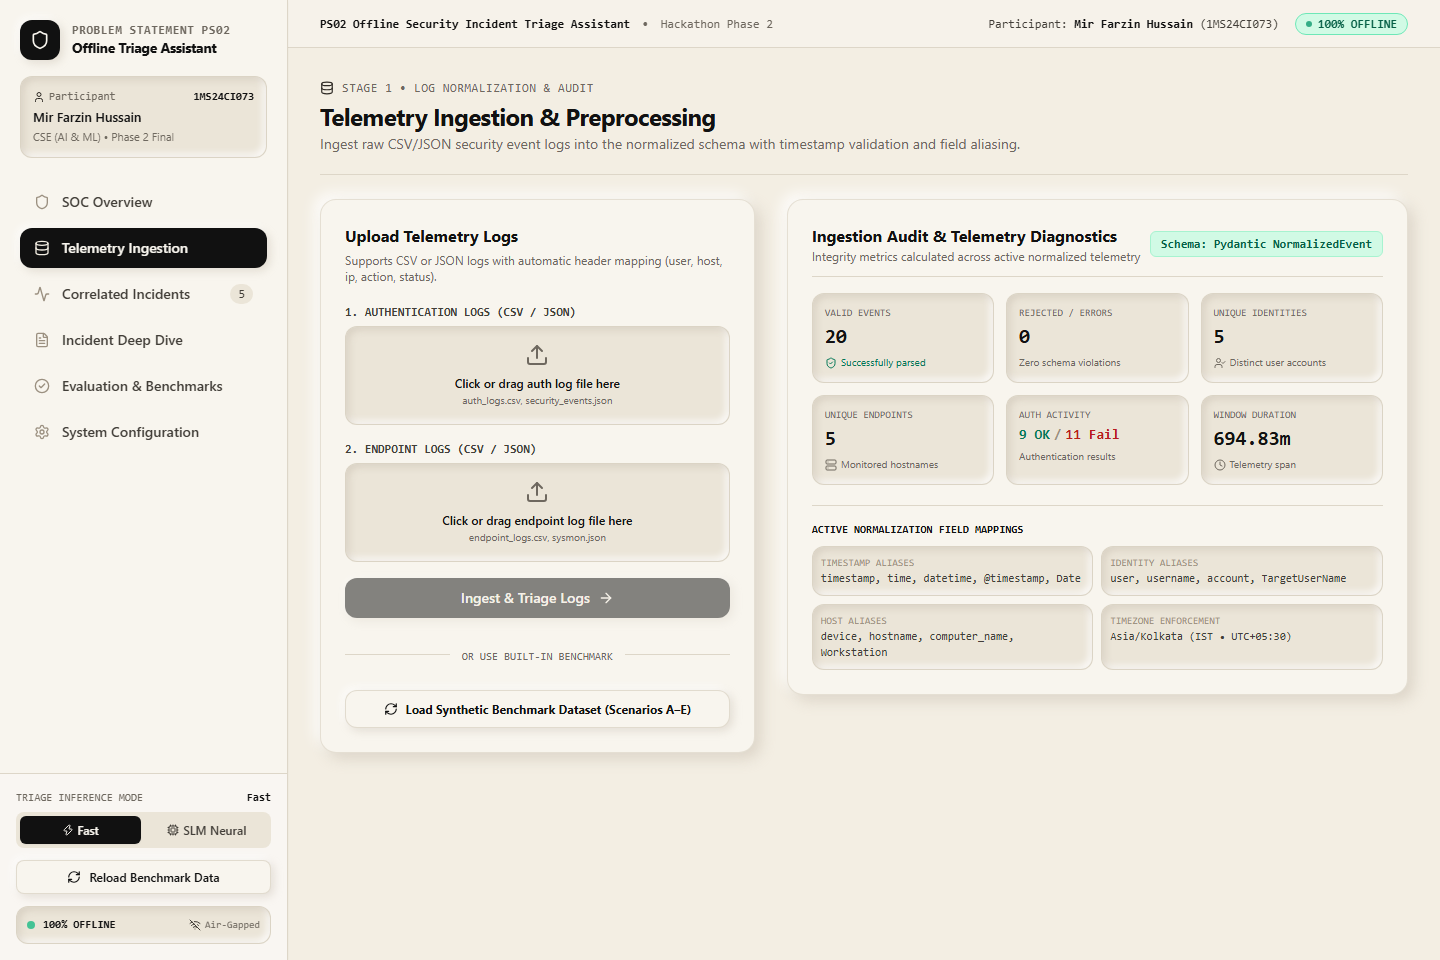 PROBLEM STATEMENT PS02
Offline Triage Assistant
Participant 1MS24CI073
Mir Farzin Hussain
CSE (AI & ML) • Phase 2 Final
SOC Overview
Telemetry Ingestion
Correlated Incidents 5
Incident Deep Dive
Evaluation & Benchmarks
System Configuration
TRIAGE INFERENCE MODE Fast
Fast SLM Neural
Reload Benchmark Data
100% OFFLINE Air-Gapped
PS02 Offline Security Incident Triage Assistant • Hackathon Phase 2
Participant: Mir Farzin Hussain (1MS24CI073) 100% OFFLINE
STAGE 1 • LOG NORMALIZATION & AUDIT
Telemetry Ingestion & Preprocessing
Ingest raw CSV/JSON security event logs into the normalized schema with timestamp validation and field aliasing.
Upload Telemetry Logs
Supports CSV or JSON logs with automatic header mapping (user, host,
ip, action, status).
1. AUTHENTICATION LOGS (CSV / JSON)
Click or drag auth log file here
auth_logs.csv, security_events.json
2. ENDPOINT LOGS (CSV / JSON)
Click or drag endpoint log file here
endpoint_logs.csv, sysmon.json
Ingest & Triage Logs
OR USE BUILT-IN BENCHMARK
Load Synthetic Benchmark Dataset (Scenarios A–E)
Ingestion Audit & Telemetry Diagnostics
Integrity metrics calculated across active normalized telemetry
Schema: Pydantic NormalizedEvent
VALID EVENTS
20
Successfully parsed
REJECTED / ERRORS
0
Zero schema violations
UNIQUE IDENTITIES
5
Distinct user accounts
UNIQUE ENDPOINTS
5
Monitored hostnames
AUTH ACTIVITY
9 OK / 11 Fail
Authentication results
WINDOW DURATION
694.83m
Telemetry span
ACTIVE NORMALIZATION FIELD MAPPINGS
TIMESTAMP ALIASES
timestamp, time, datetime, @timestamp, Date
IDENTITY ALIASES
user, username, account, TargetUserName
HOST ALIASES
device, hostname, computer_name,
Workstation
TIMEZONE ENFORCEMENT
Asia/Kolkata (IST • UTC+05:30)